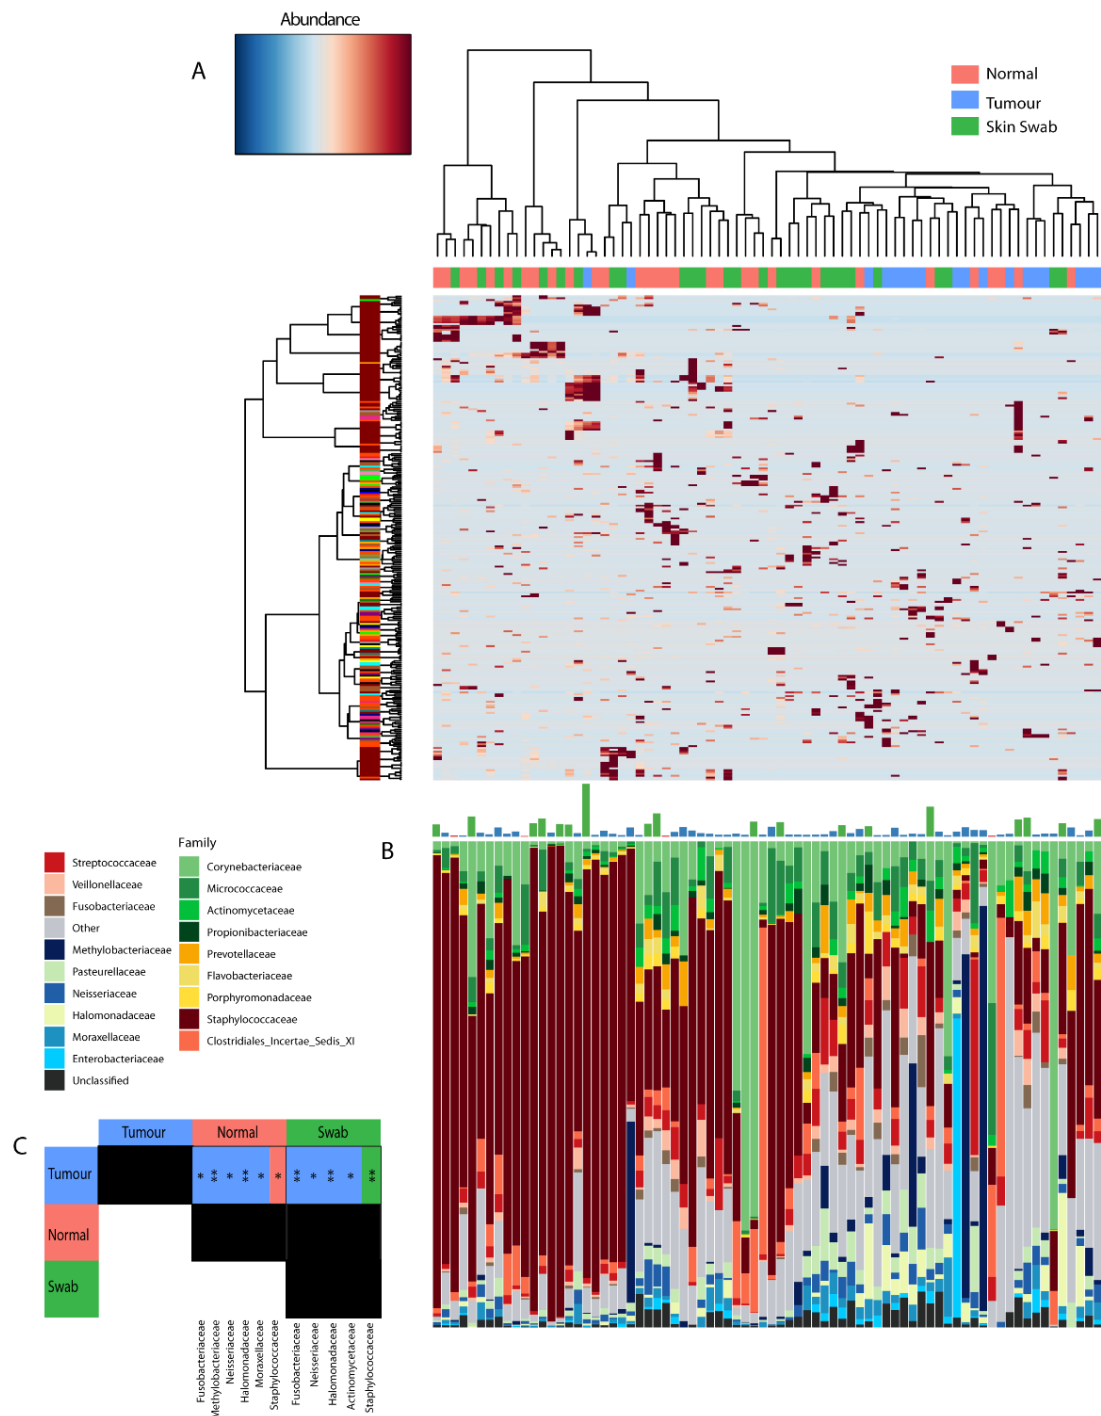 Abundance
A
Normal
Tumour
Skin Swab
B
Family
Streptococcaceae
Veillonellaceae
Fusobacteriaceae
Other
Methylobacteriaceae
Pasteurellaceae
Neisseriaceae
Halomonadaceae
Moraxellaceae
Enterobacteriaceae
Unclassified
Corynebacteriaceae
Micrococcaceae
Actinomycetaceae
Propionibacteriaceae
Prevotellaceae
Flavobacteriaceae
Porphyromonadaceae
Staphylococcaceae
Clostridiales_Incertae_Sedis_XI
C
Tumour Normal Swab
Tumour * ** * ** * * ** * ** * **
Normal
Swab
Fusobacteriaceae
Methylobacteriaceae
Neisseriaceae
Halomonadaceae
Moraxellaceae
Staphylococcaceae
Fusobacteriaceae
Neisseriaceae
Halomonadaceae
Actinomycetaceae
Staphylococcaceae